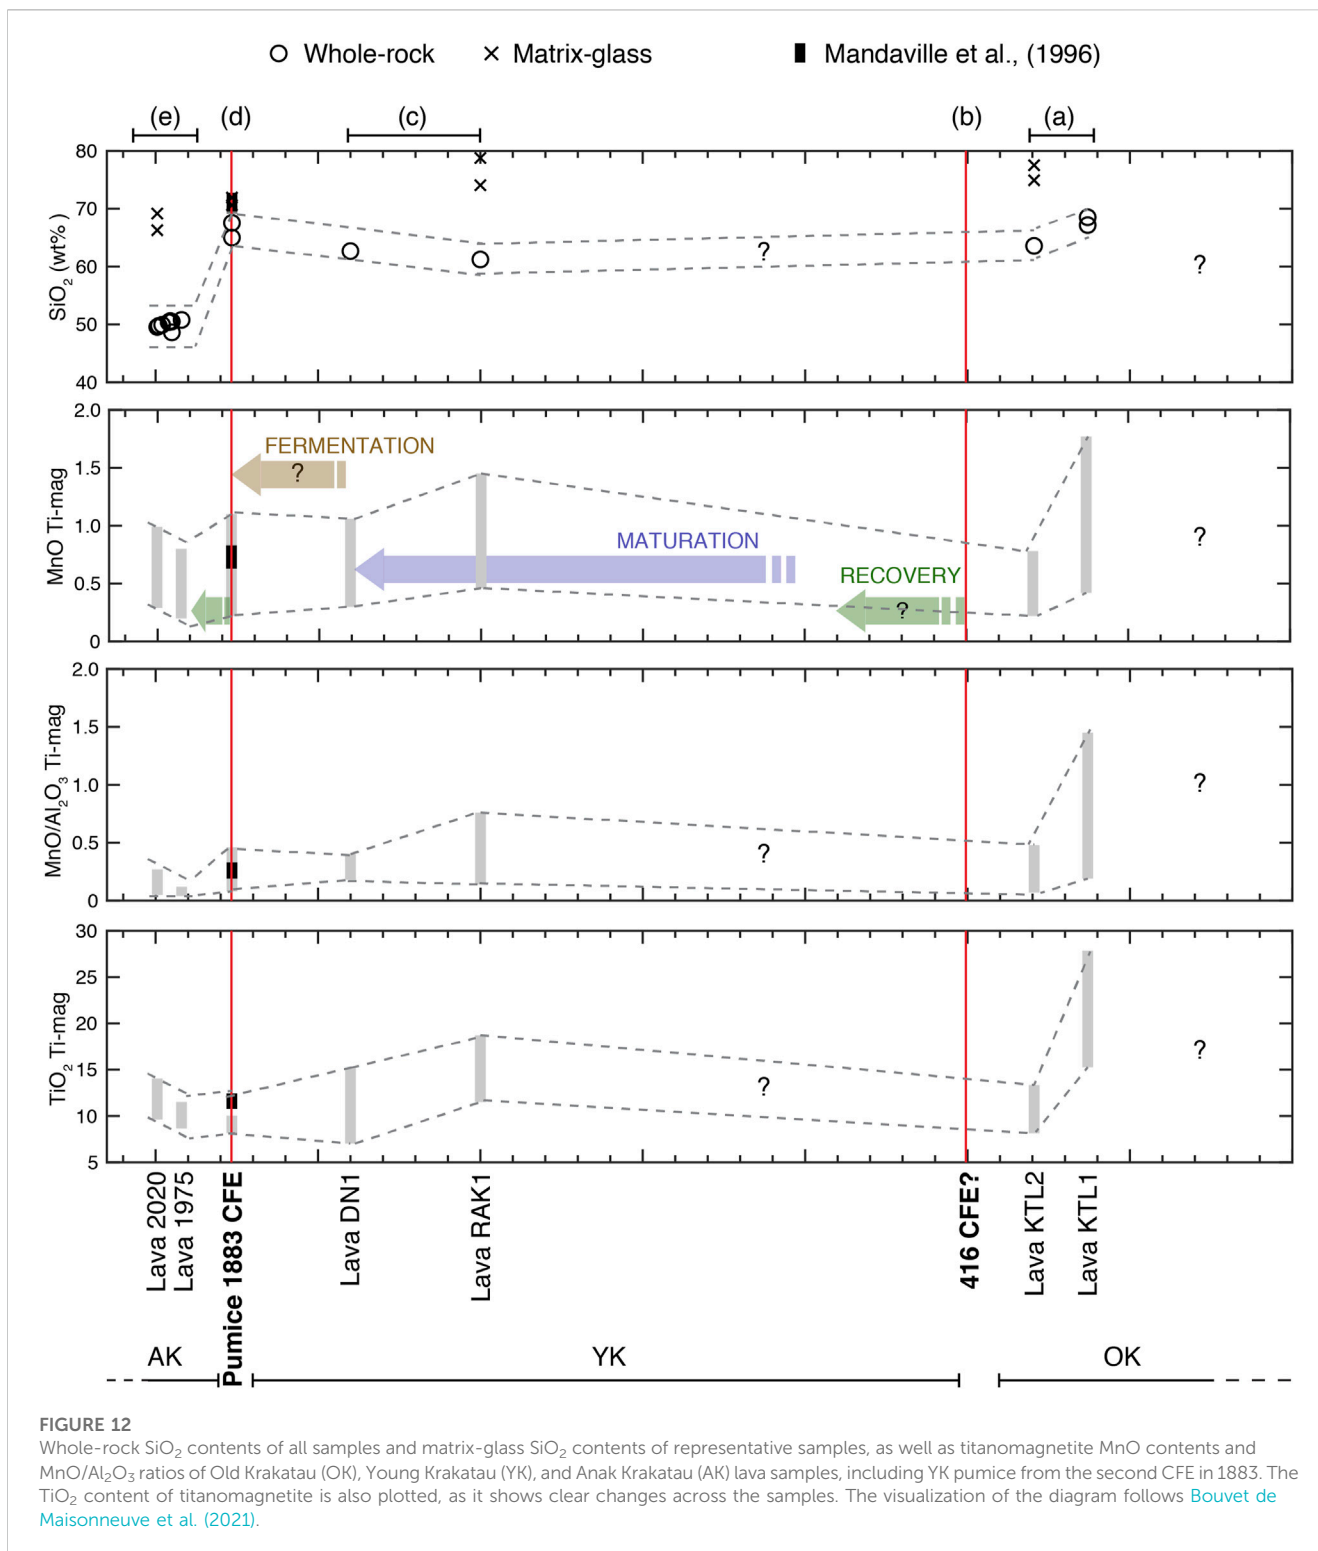 Whole-rock
Matrix-glass
Mandaville et al., (1996)
(e) (d) (c) (b) (a)
80
70
60
50
40
SiO₂ (wt%)
?
?
2.0
1.5
1.0
0.5
0
MnO Ti-mag
FERMENTATION
?
MATURATION
RECOVERY
?
?
2.0
1.5
1.0
0.5
0
MnO/Al₂O₃ Ti-mag
?
?
30
25
20
15
10
5
TiO₂ Ti-mag
?
?
Lava 2020
Lava 1975
Pumice 1883 CFE
Lava DN1
Lava RAK1
416 CFE?
Lava KTL2
Lava KTL1
AK YK OK
FIGURE 12
Whole-rock SiO₂ contents of all samples and matrix-glass SiO₂ contents of representative samples, as well as titanomagnetite MnO contents and
MnO/Al₂O₃ ratios of Old Krakatau (OK), Young Krakatau (YK), and Anak Krakatau (AK) lava samples, including YK pumice from the second CFE in 1883. The
TiO₂ content of titanomagnetite is also plotted, as it shows clear changes across the samples. The visualization of the diagram follows Bouvet de
Maisonneuve et al. (2021).